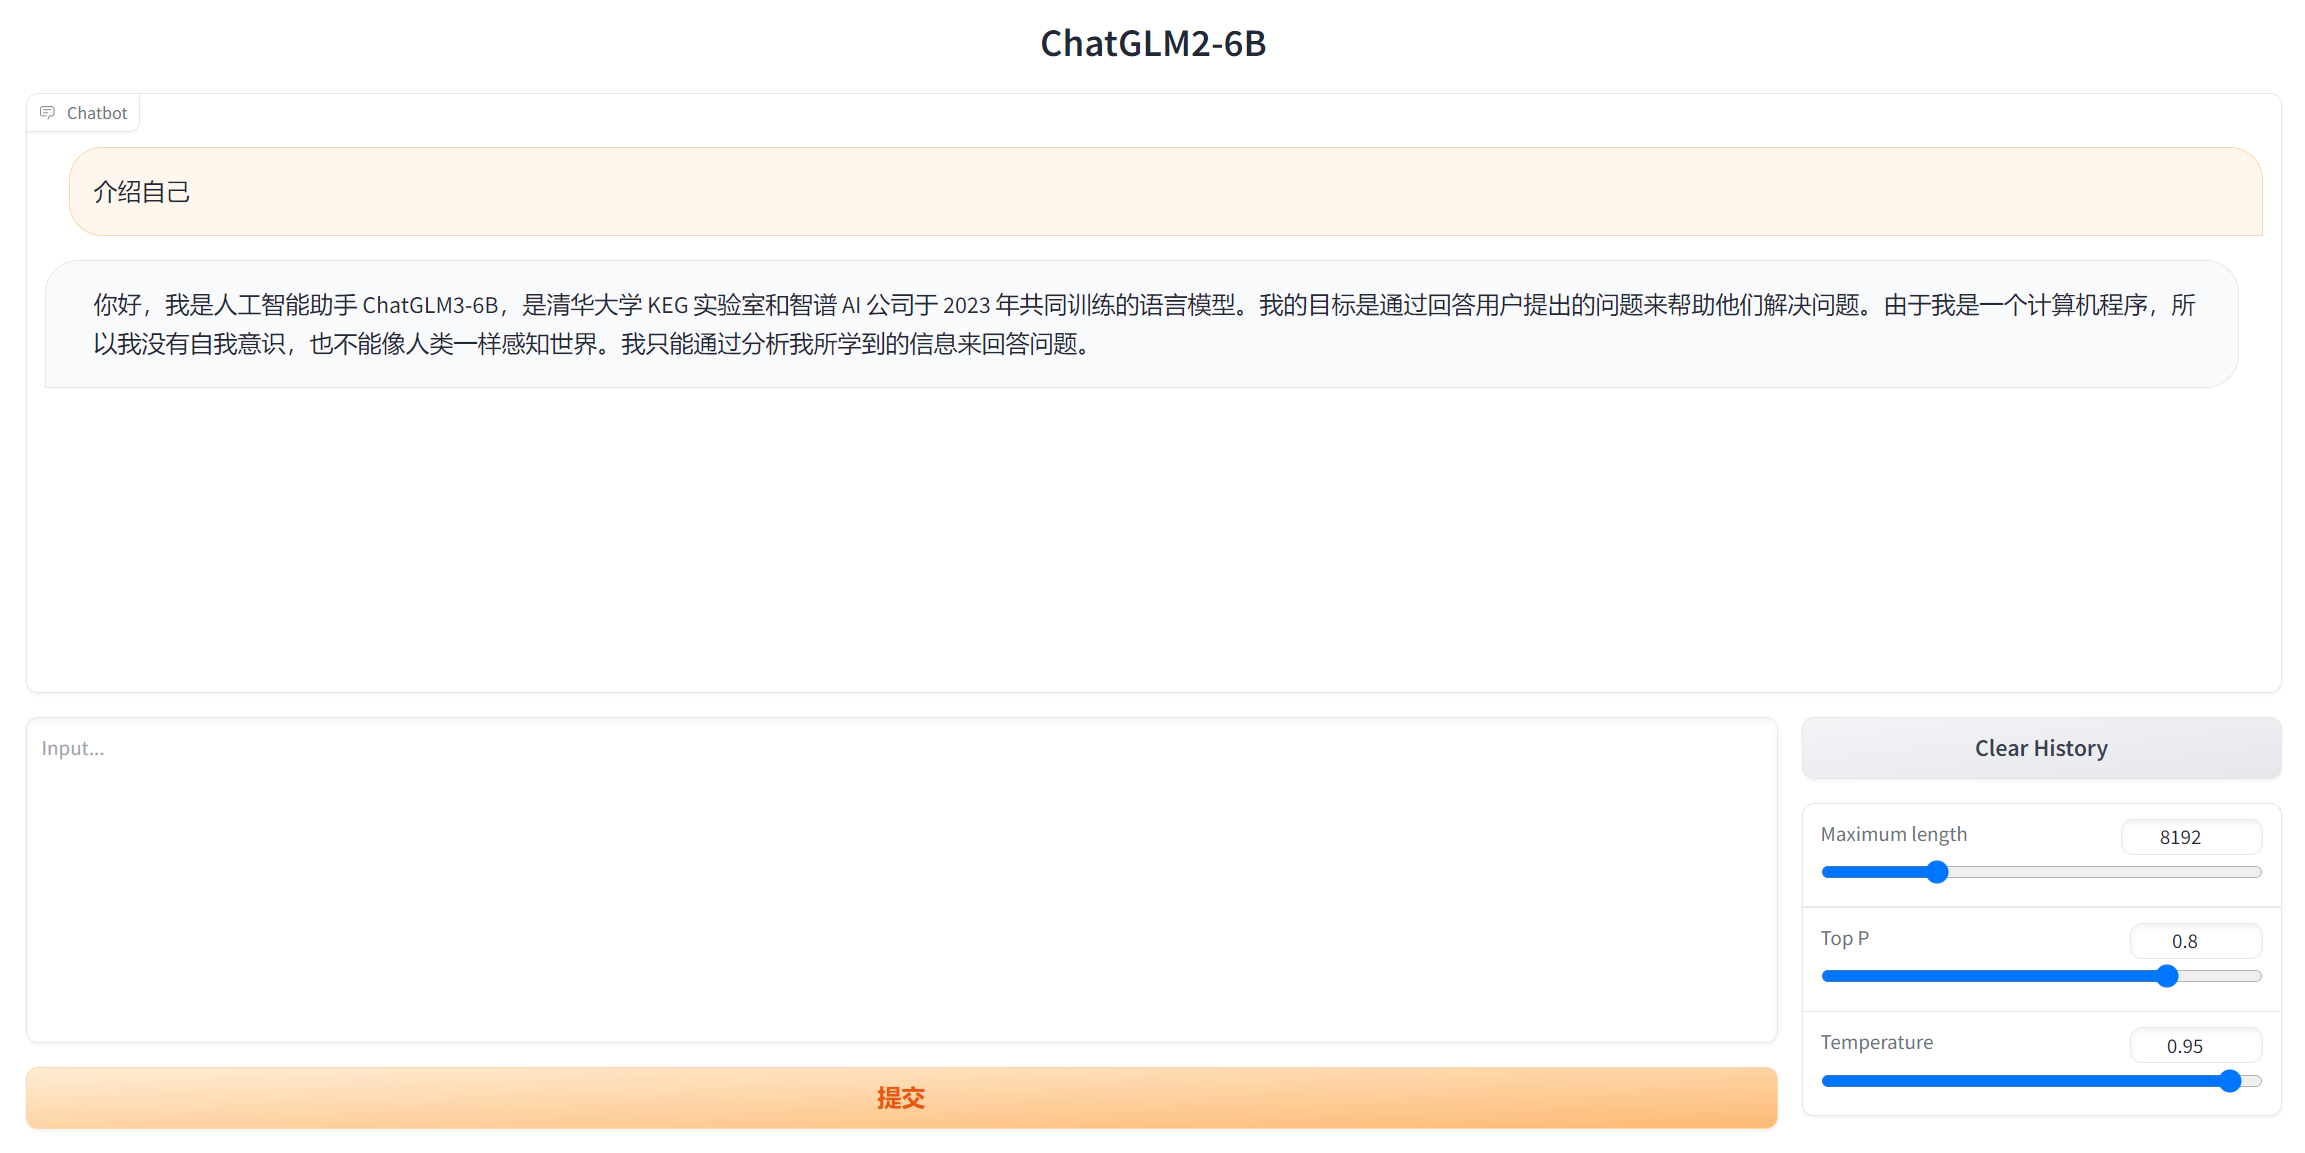 ChatGLM2-6B
Chatbot
介绍自己
你好，我是人工智能助手 ChatGLM3-6B，是清华大学 KEG 实验室和智谱 AI 公司于 2023 年共同训练的语言模型。我的目标是通过回答用户提出的问题来帮助他们解决问题。由于我是一个计算机程序，所
以我没有自我意识，也不能像人类一样感知世界。我只能通过分析我所学到的信息来回答问题。
Input...
提交
Clear History
Maximum length
8192
Top P
0.8
Temperature
0.95